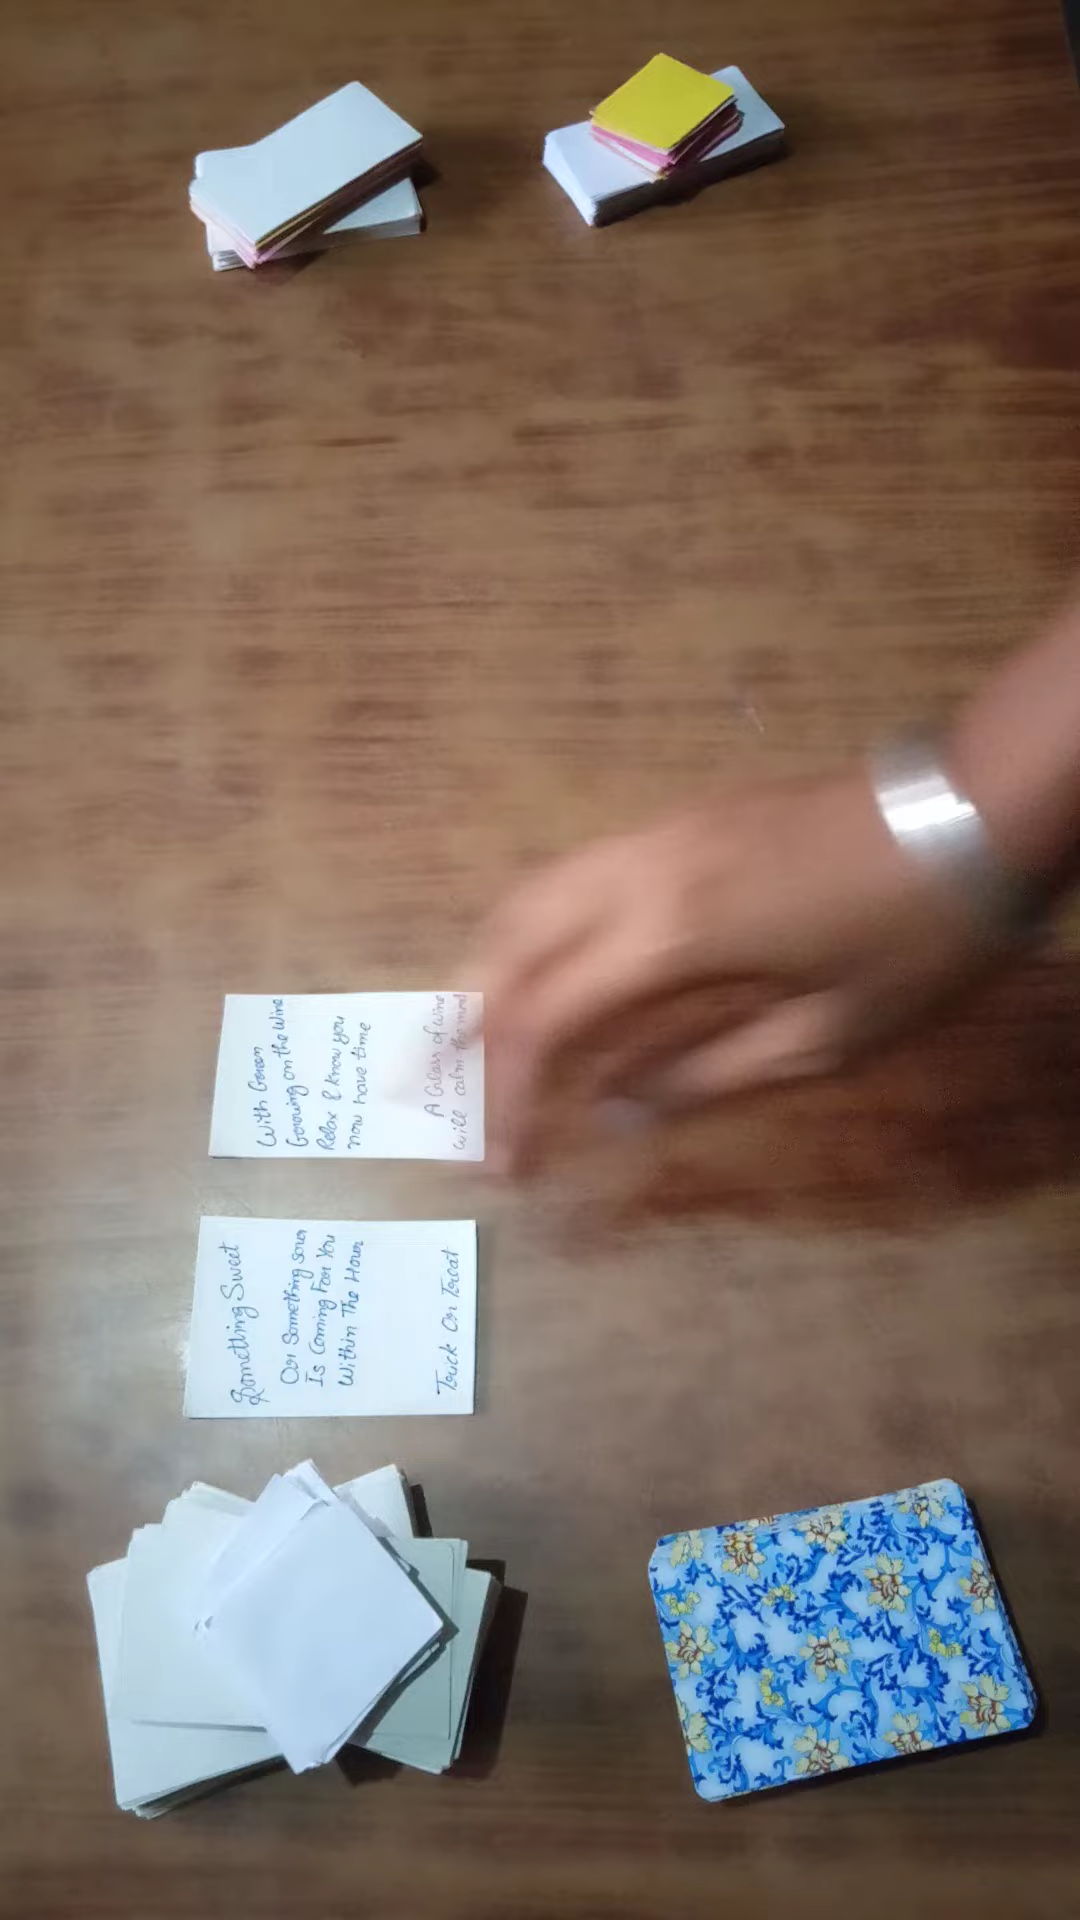 With Green
Growing on the Wine
Relax & know you
now have time
A Glass of wine
will calm the mind
Something Sweet
Or Something sour
Is Coming For You
Within The Hour
Trick Or Treat